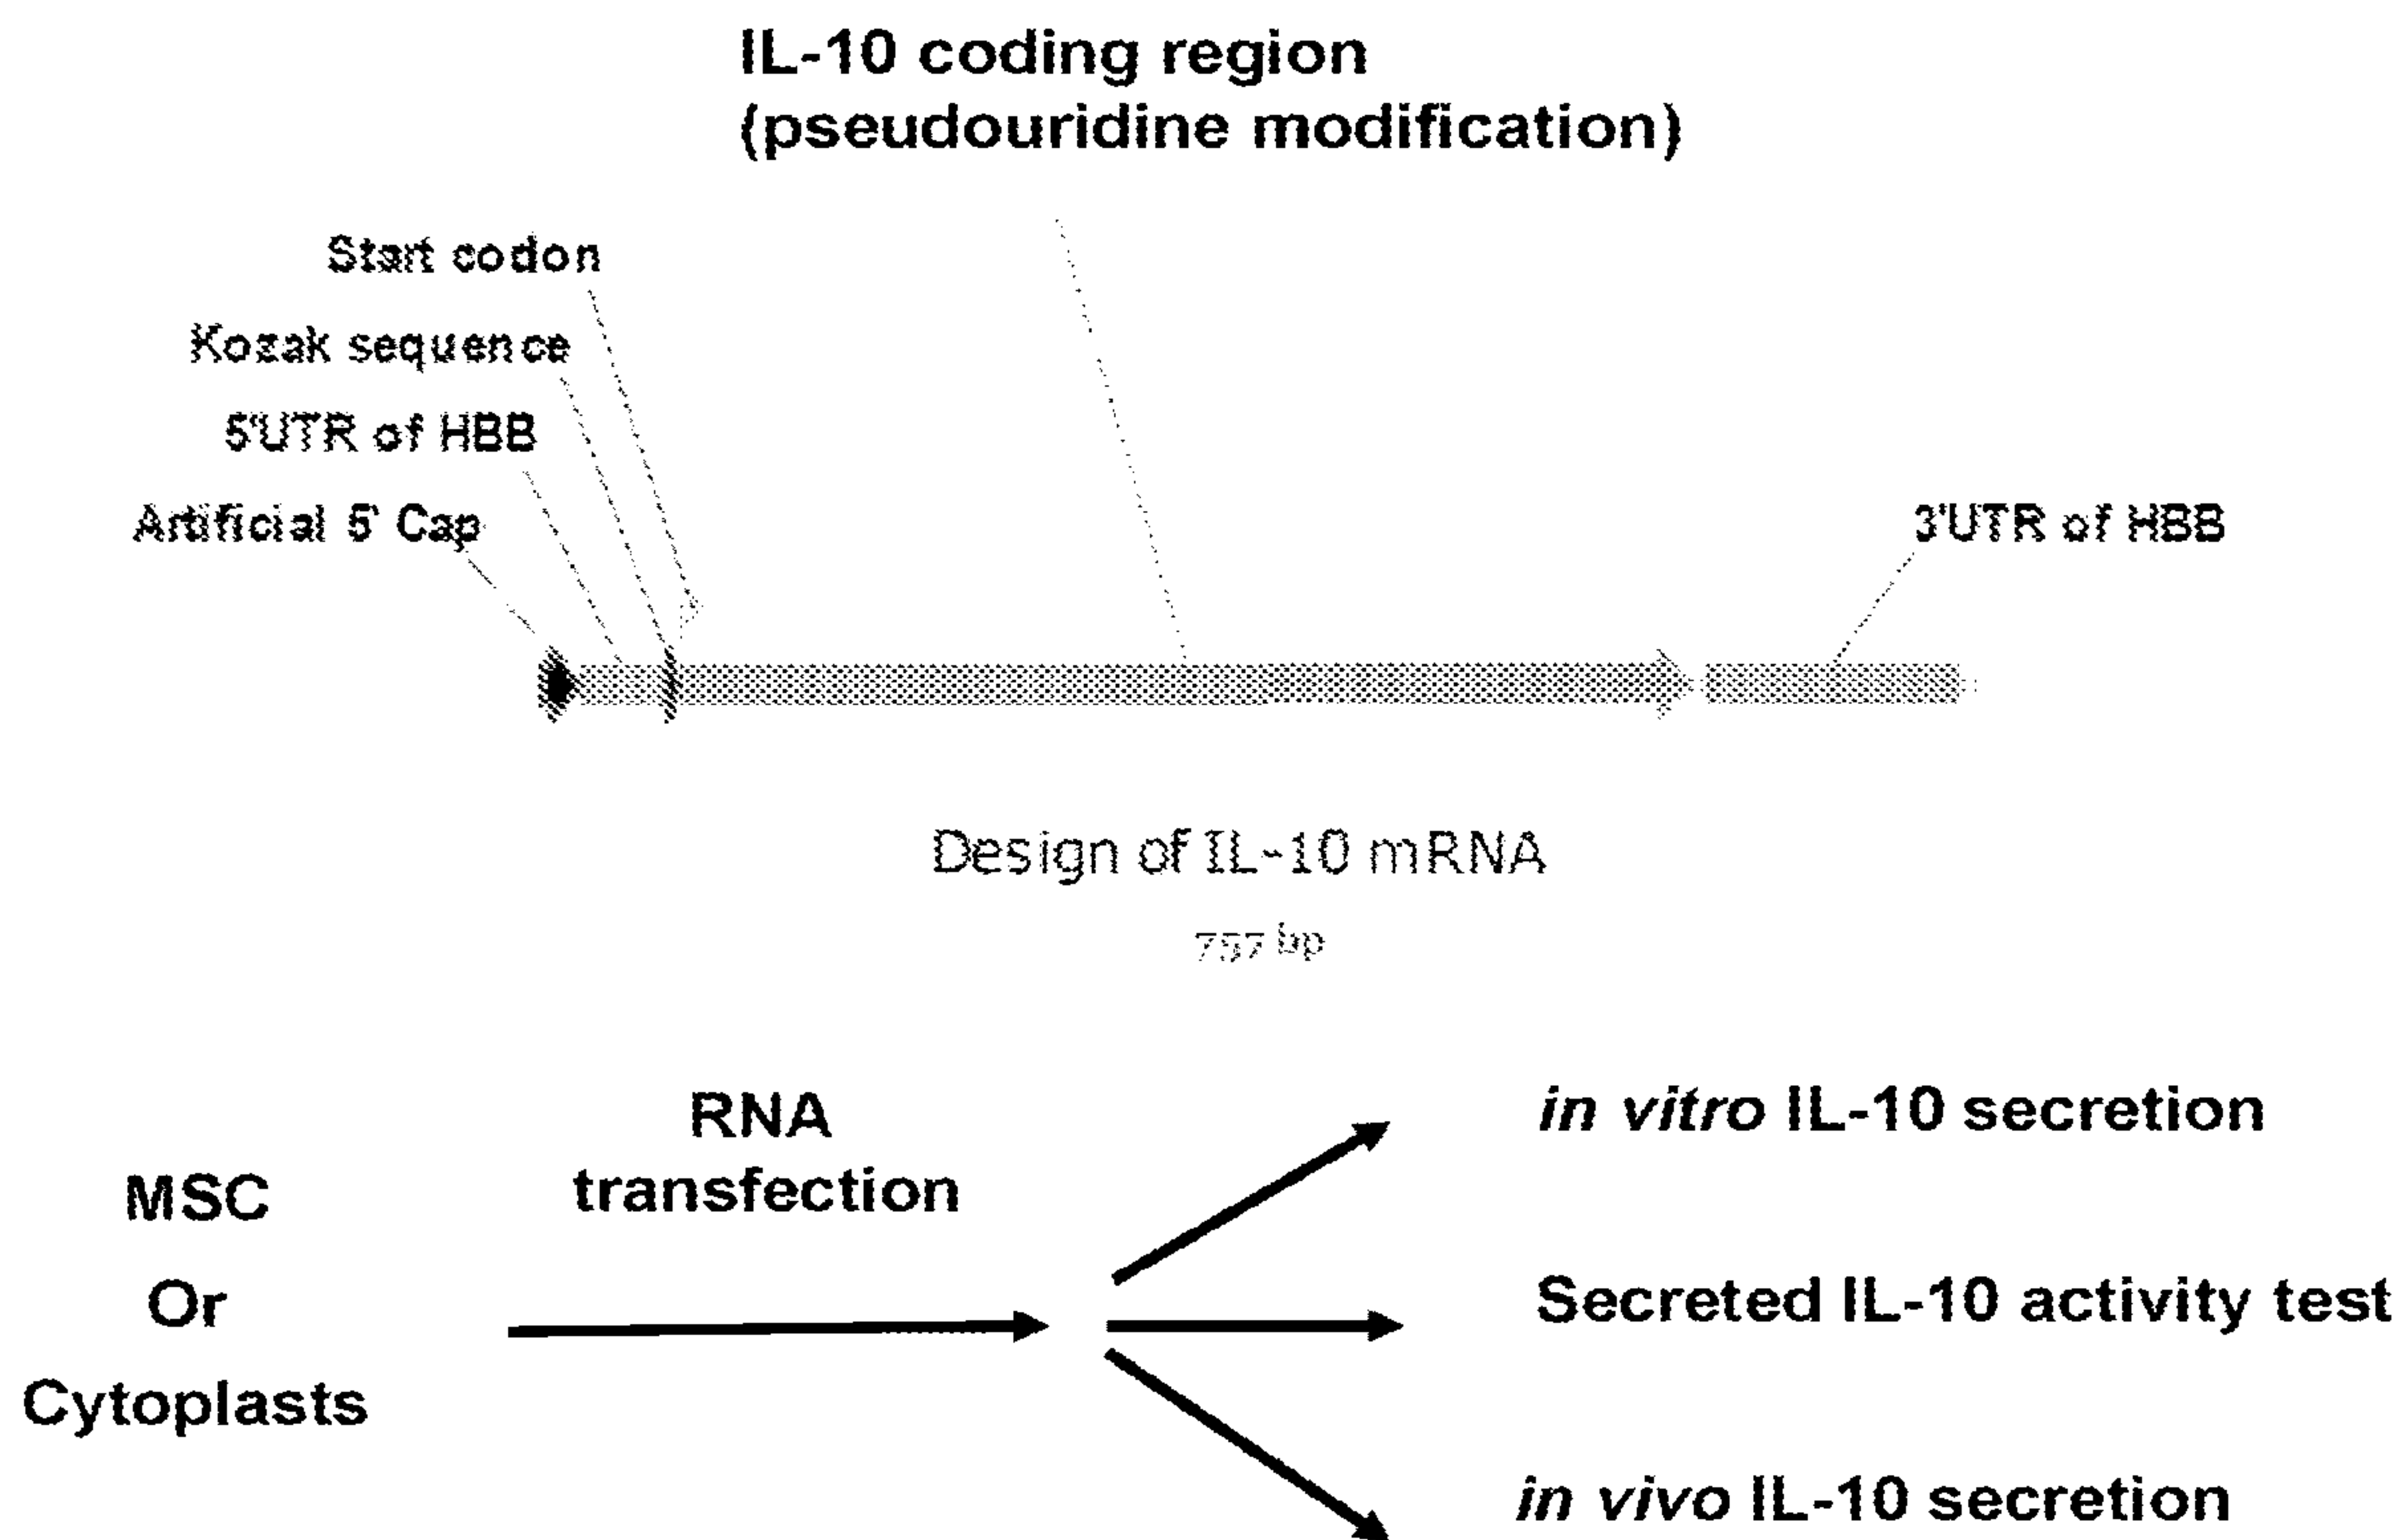 IL-10 coding region
(pseudouridine modification)
Start codon
Kozak sequence
5'UTR of HBB
Artificial 5' Cap
3'UTR of HBB
Design of IL-10 mRNA
757 bp
RNA
transfection
MSC
Or
Cytoplasts
in vitro IL-10 secretion
Secreted IL-10 activity test
in vivo IL-10 secretion